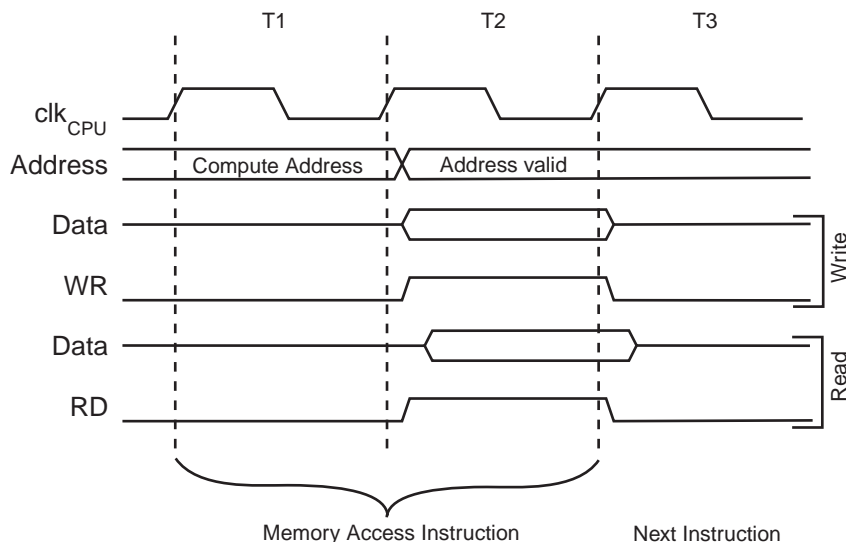 T1 T2 T3
clkCPU
Address Compute Address Address valid
Data
WR
Write
Data
RD
Read
Memory Access Instruction Next Instruction